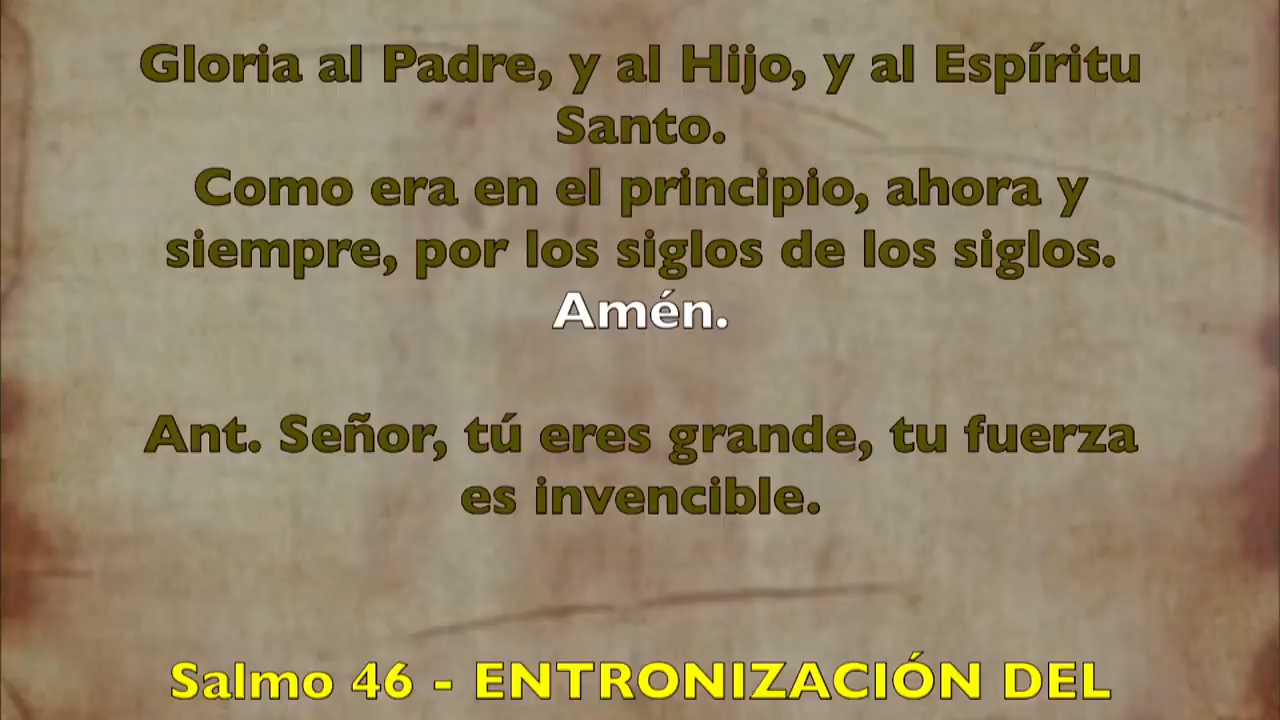 Gloria al Padre, y al Hijo, y al Espíritu
Santo.
Como era en el principio, ahora y
siempre, por los siglos de los siglos.
Amén.
Ant. Señor, tú eres grande, tu fuerza
es invencible.
Salmo 46 - ENTRONIZACIÓN DEL